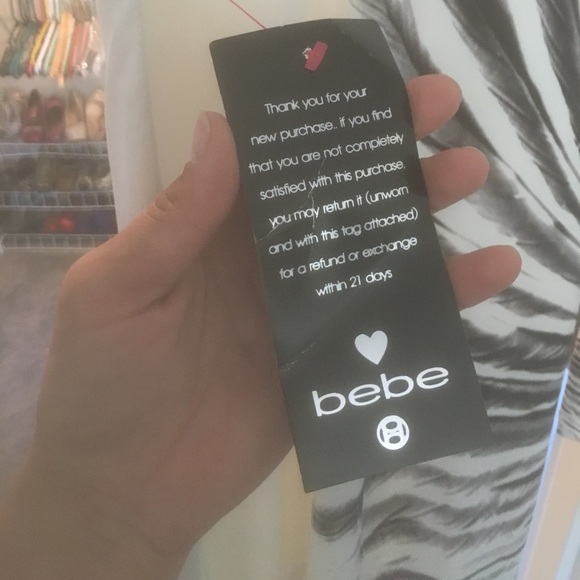 Thank you for your
new purchase.. if you find
that you are not completely
satisfied with this purchase,
you may return it (unworn
and with this tag attached)
for a refund or exchange
within 21 days
bebe